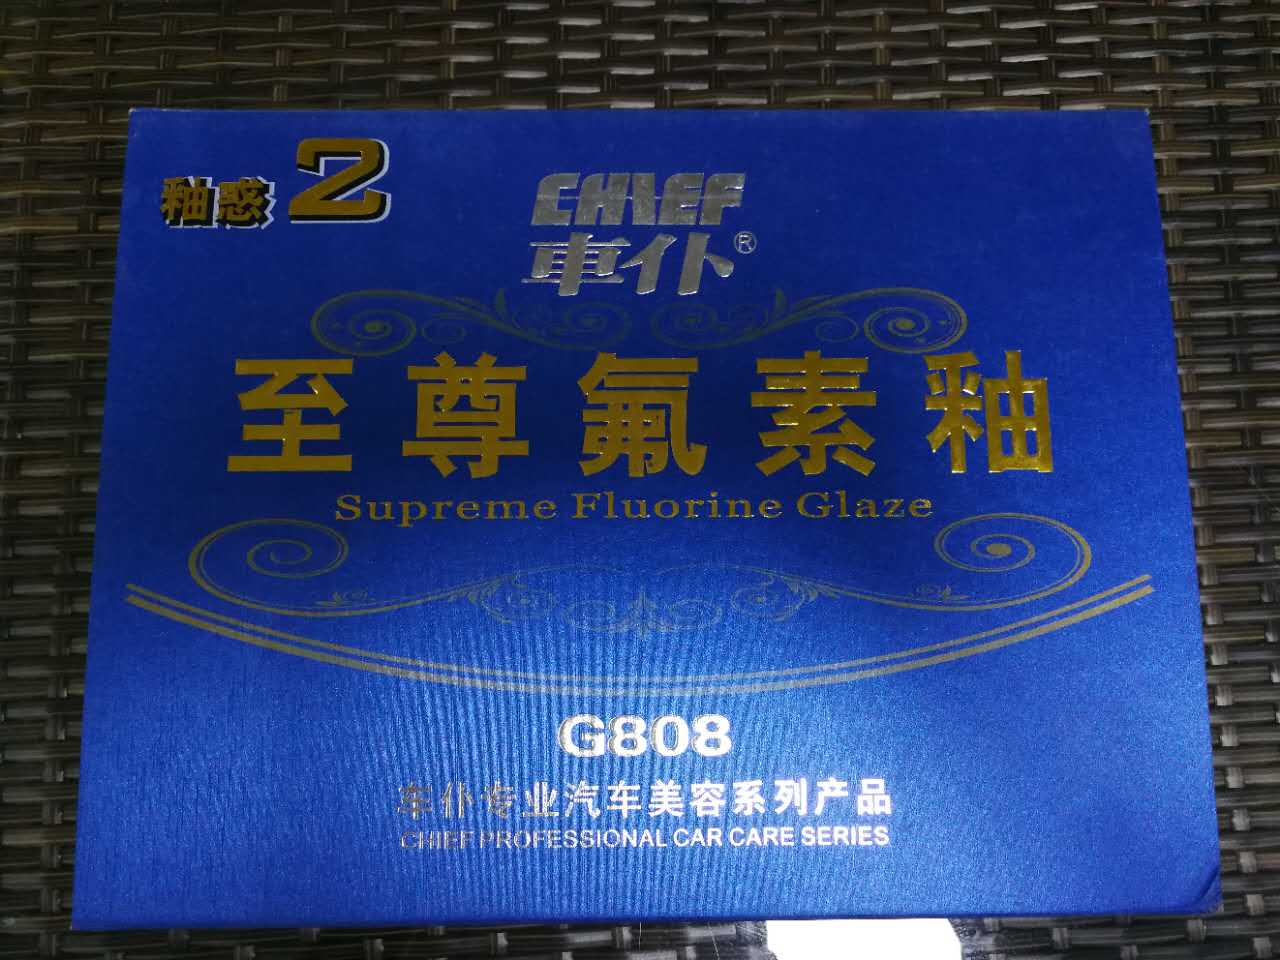 釉惑2
CHIEF
車仆®
至尊氟素釉
Supreme Fluorine Glaze
G808
车仆专业汽车美容系列产品
CHIEF PROFESSIONAL CAR CARE SERIES